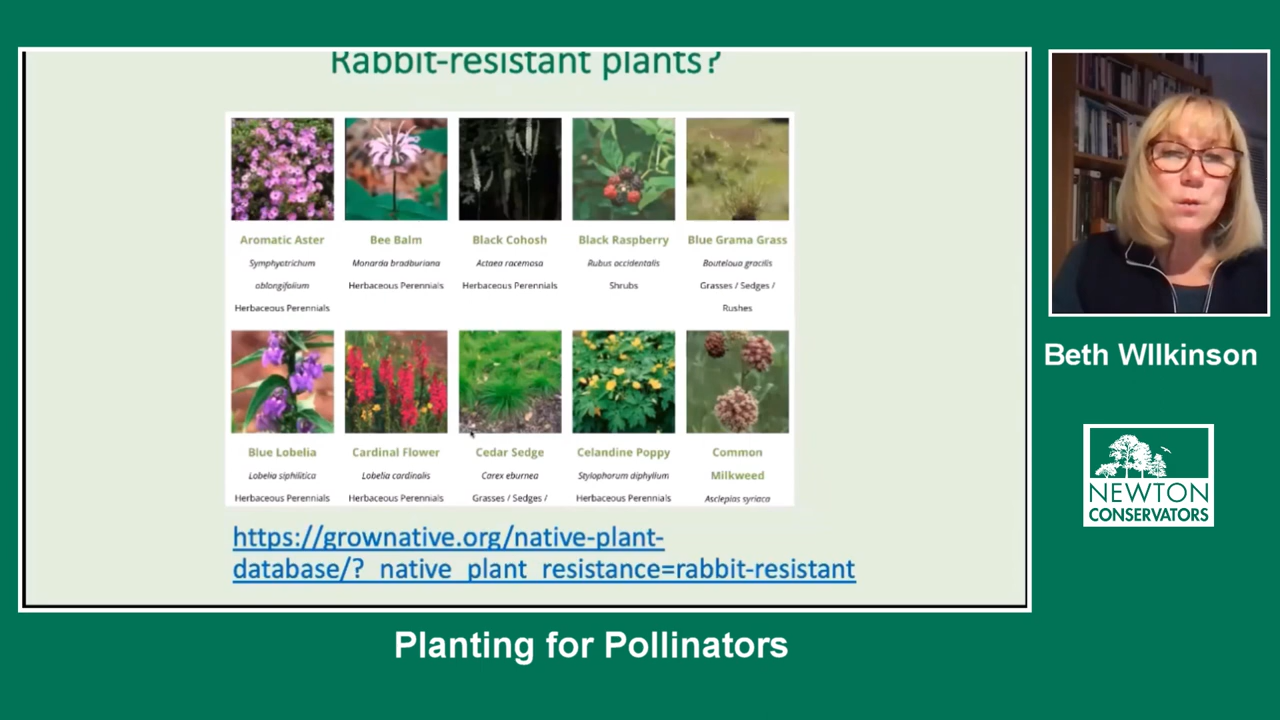 Rabbit-resistant plants?
Aromatic Aster
Symphyotrichum
oblongifolium
Herbaceous Perennials
Bee Balm
Monarda bradburiana
Herbaceous Perennials
Black Cohosh
Actaea racemosa
Herbaceous Perennials
Black Raspberry
Rubus occidentalis
Shrubs
Blue Grama Grass
Bouteloua gracilis
Grasses / Sedges /
Rushes
Blue Lobelia
Lobelia siphilitica
Herbaceous Perennials
Cardinal Flower
Lobelia cardinalis
Herbaceous Perennials
Cedar Sedge
Carex eburnea
Grasses / Sedges /
Celandine Poppy
Stylophorum diphyllum
Herbaceous Perennials
Common
Milkweed
Asclepias syriaca
https://grownative.org/native-plant-
database/?_native_plant_resistance=rabbit-resistant
Beth WIlkinson
NEWTON
CONSERVATORS
Planting for Pollinators